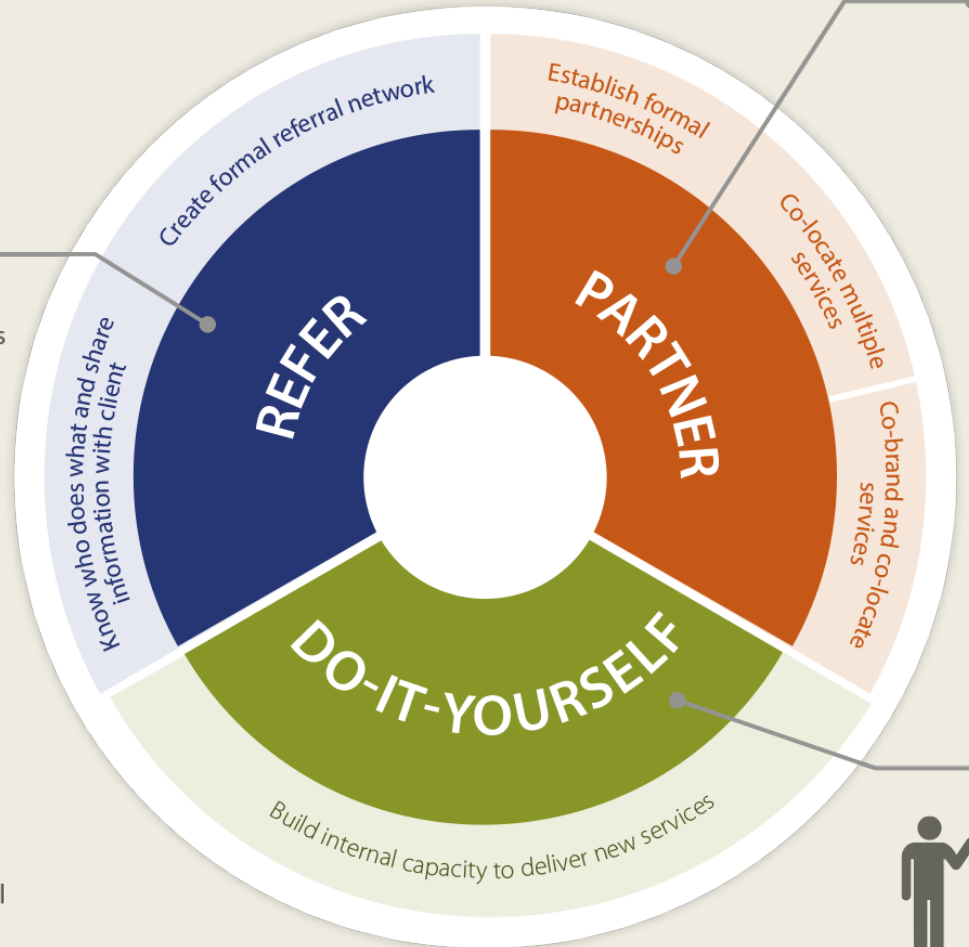 Create formal referral network
Know who does what and share
information with client
REFER
Establish formal
partnerships
Co-locate multiple
services
Co-brand and co-locate
services
PARTNER
DO-IT-YOURSELF
Build internal capacity to deliver new services